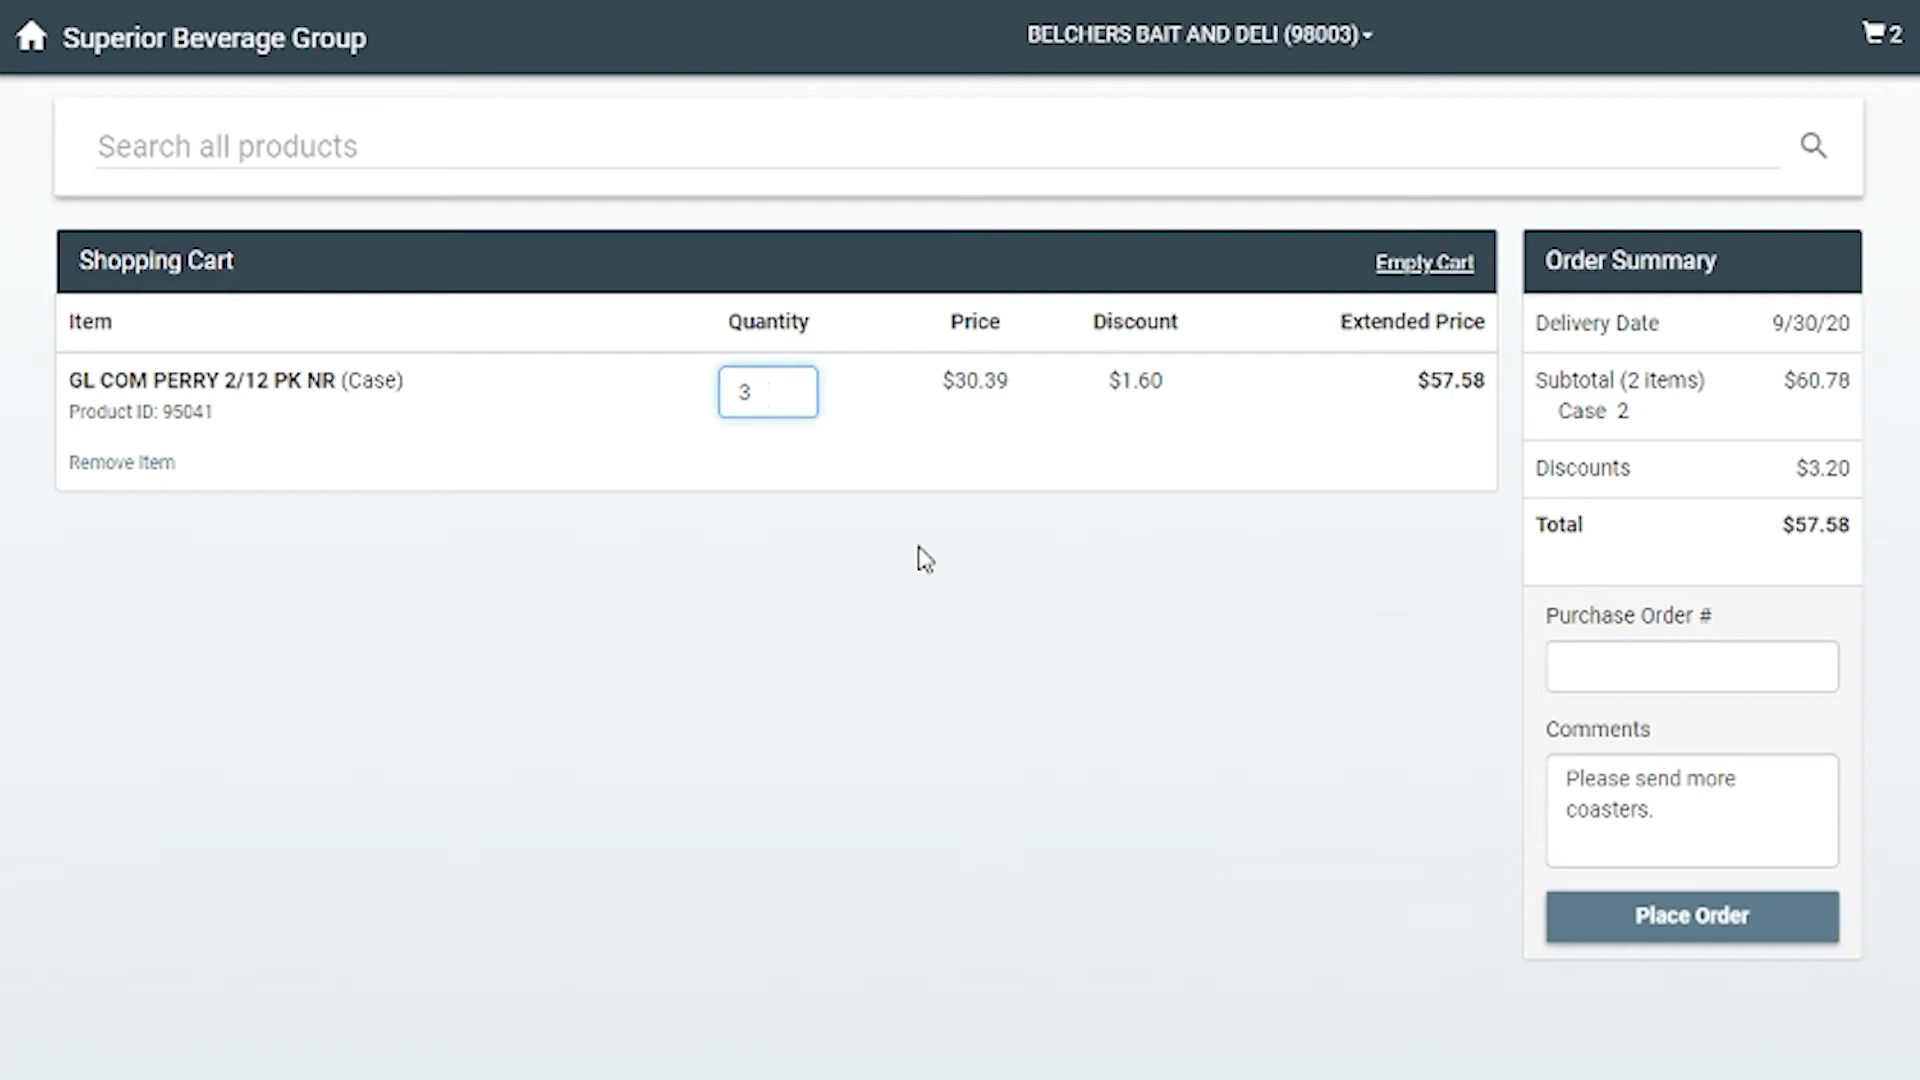 Superior Beverage Group
BELCHERS BAIT AND DELI (98003)
2
Search all products
Shopping Cart
Empty Cart
Order Summary
Item Quantity Price Discount Extended Price
Delivery Date 9/30/20
GL COM PERRY 2/12 PK NR (Case) 3 $30.39 $1.60 $57.58
Product ID: 95041
Remove Item
Subtotal (2 items) $60.78
Case 2
Discounts $3.20
Total $57.58
Purchase Order #
Comments
Please send more
coasters.
Place Order